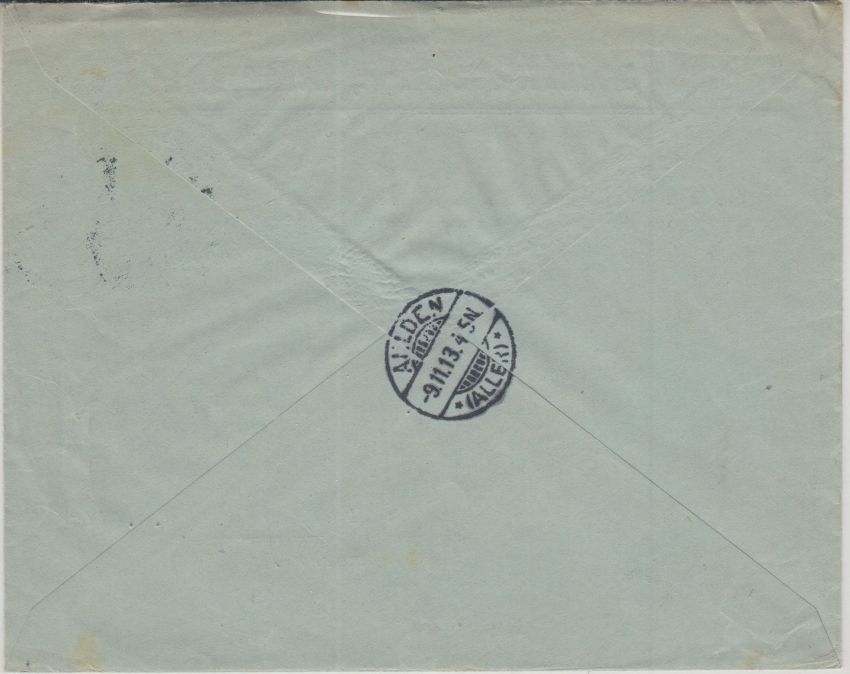 AHLDEN
-9.11.13.4-5N
* (ALLER) *